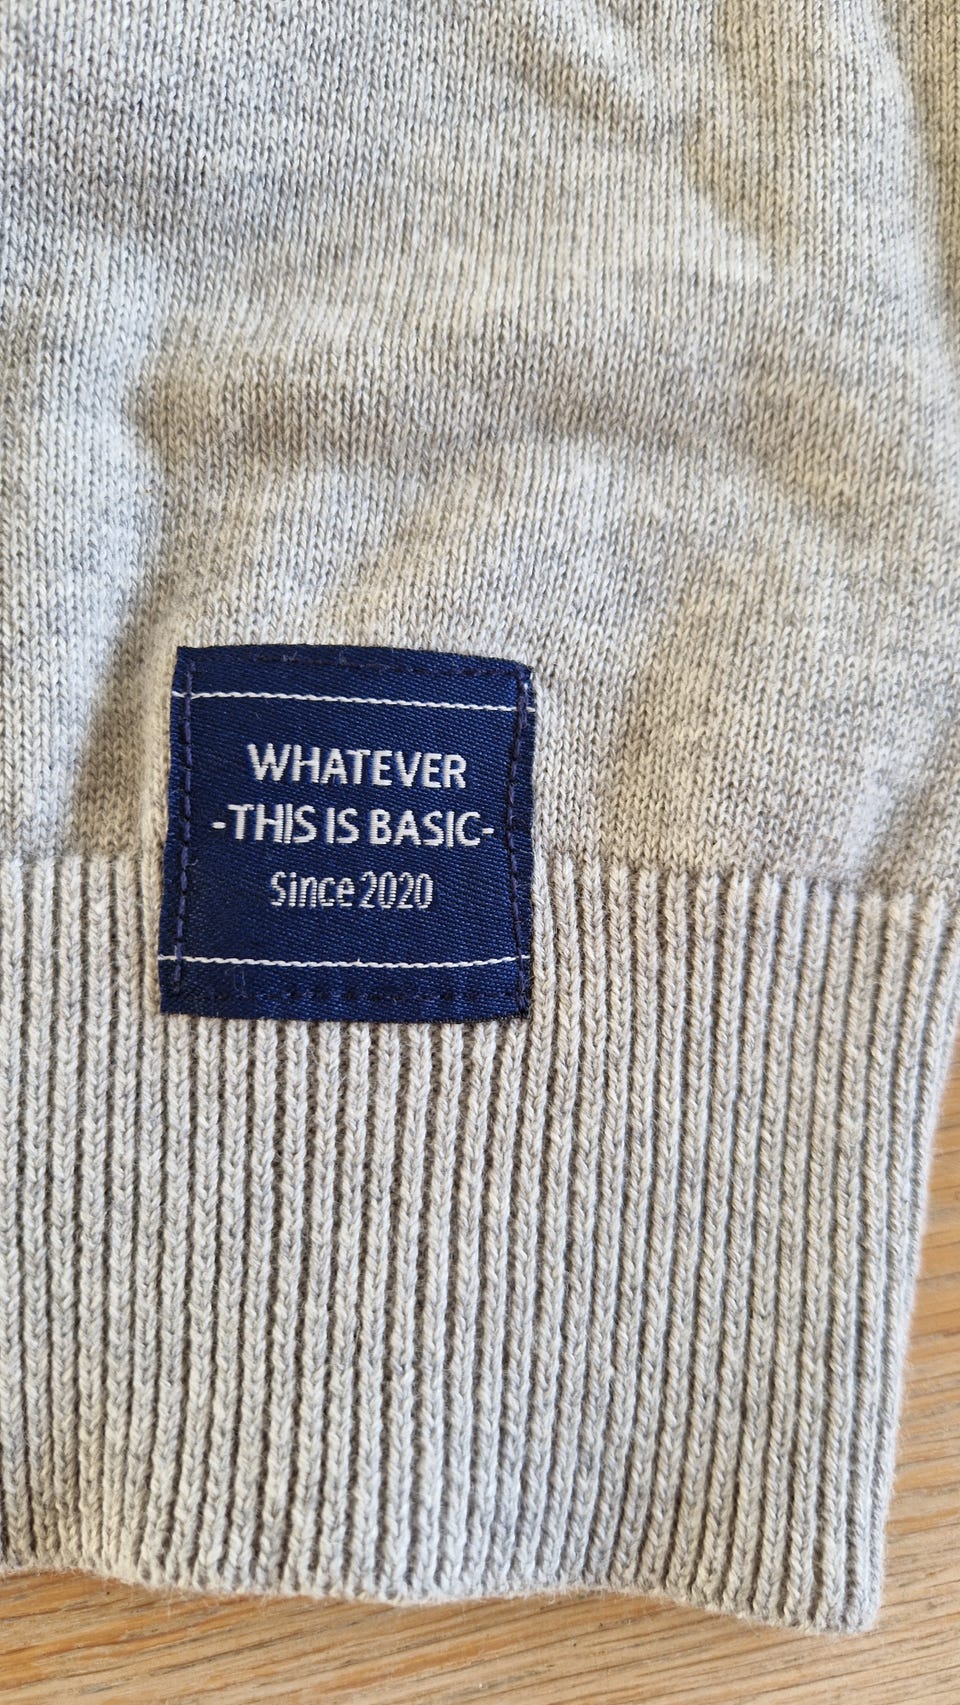 WHATEVER
-THIS IS BASIC-
Since 2020